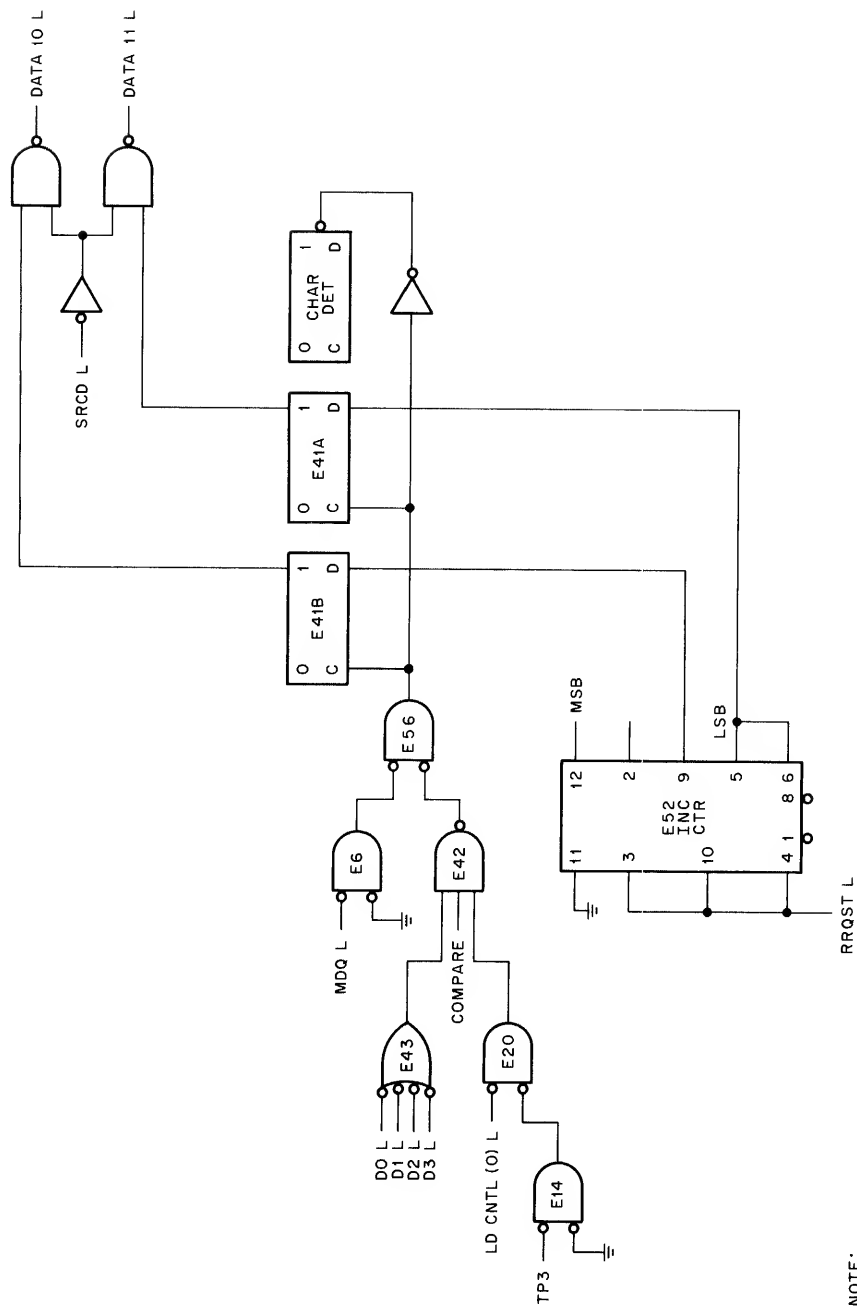 DATA 10 L
DATA 11 L
SRCD L
O 1
CHAR
DET
C D
O 1
E41A
C D
O 1
E41B
C D
E56
MDQ L
E6
E42
COMPARE
E43
D0 L
D1 L
D2 L
D3 L
E20
LD CNTL (0) L
E14
TP3
MSB
LSB
11 12
3 2
E52
INC
CTR
10 9
5
4 1 8 6
RRQST L
NOTE: